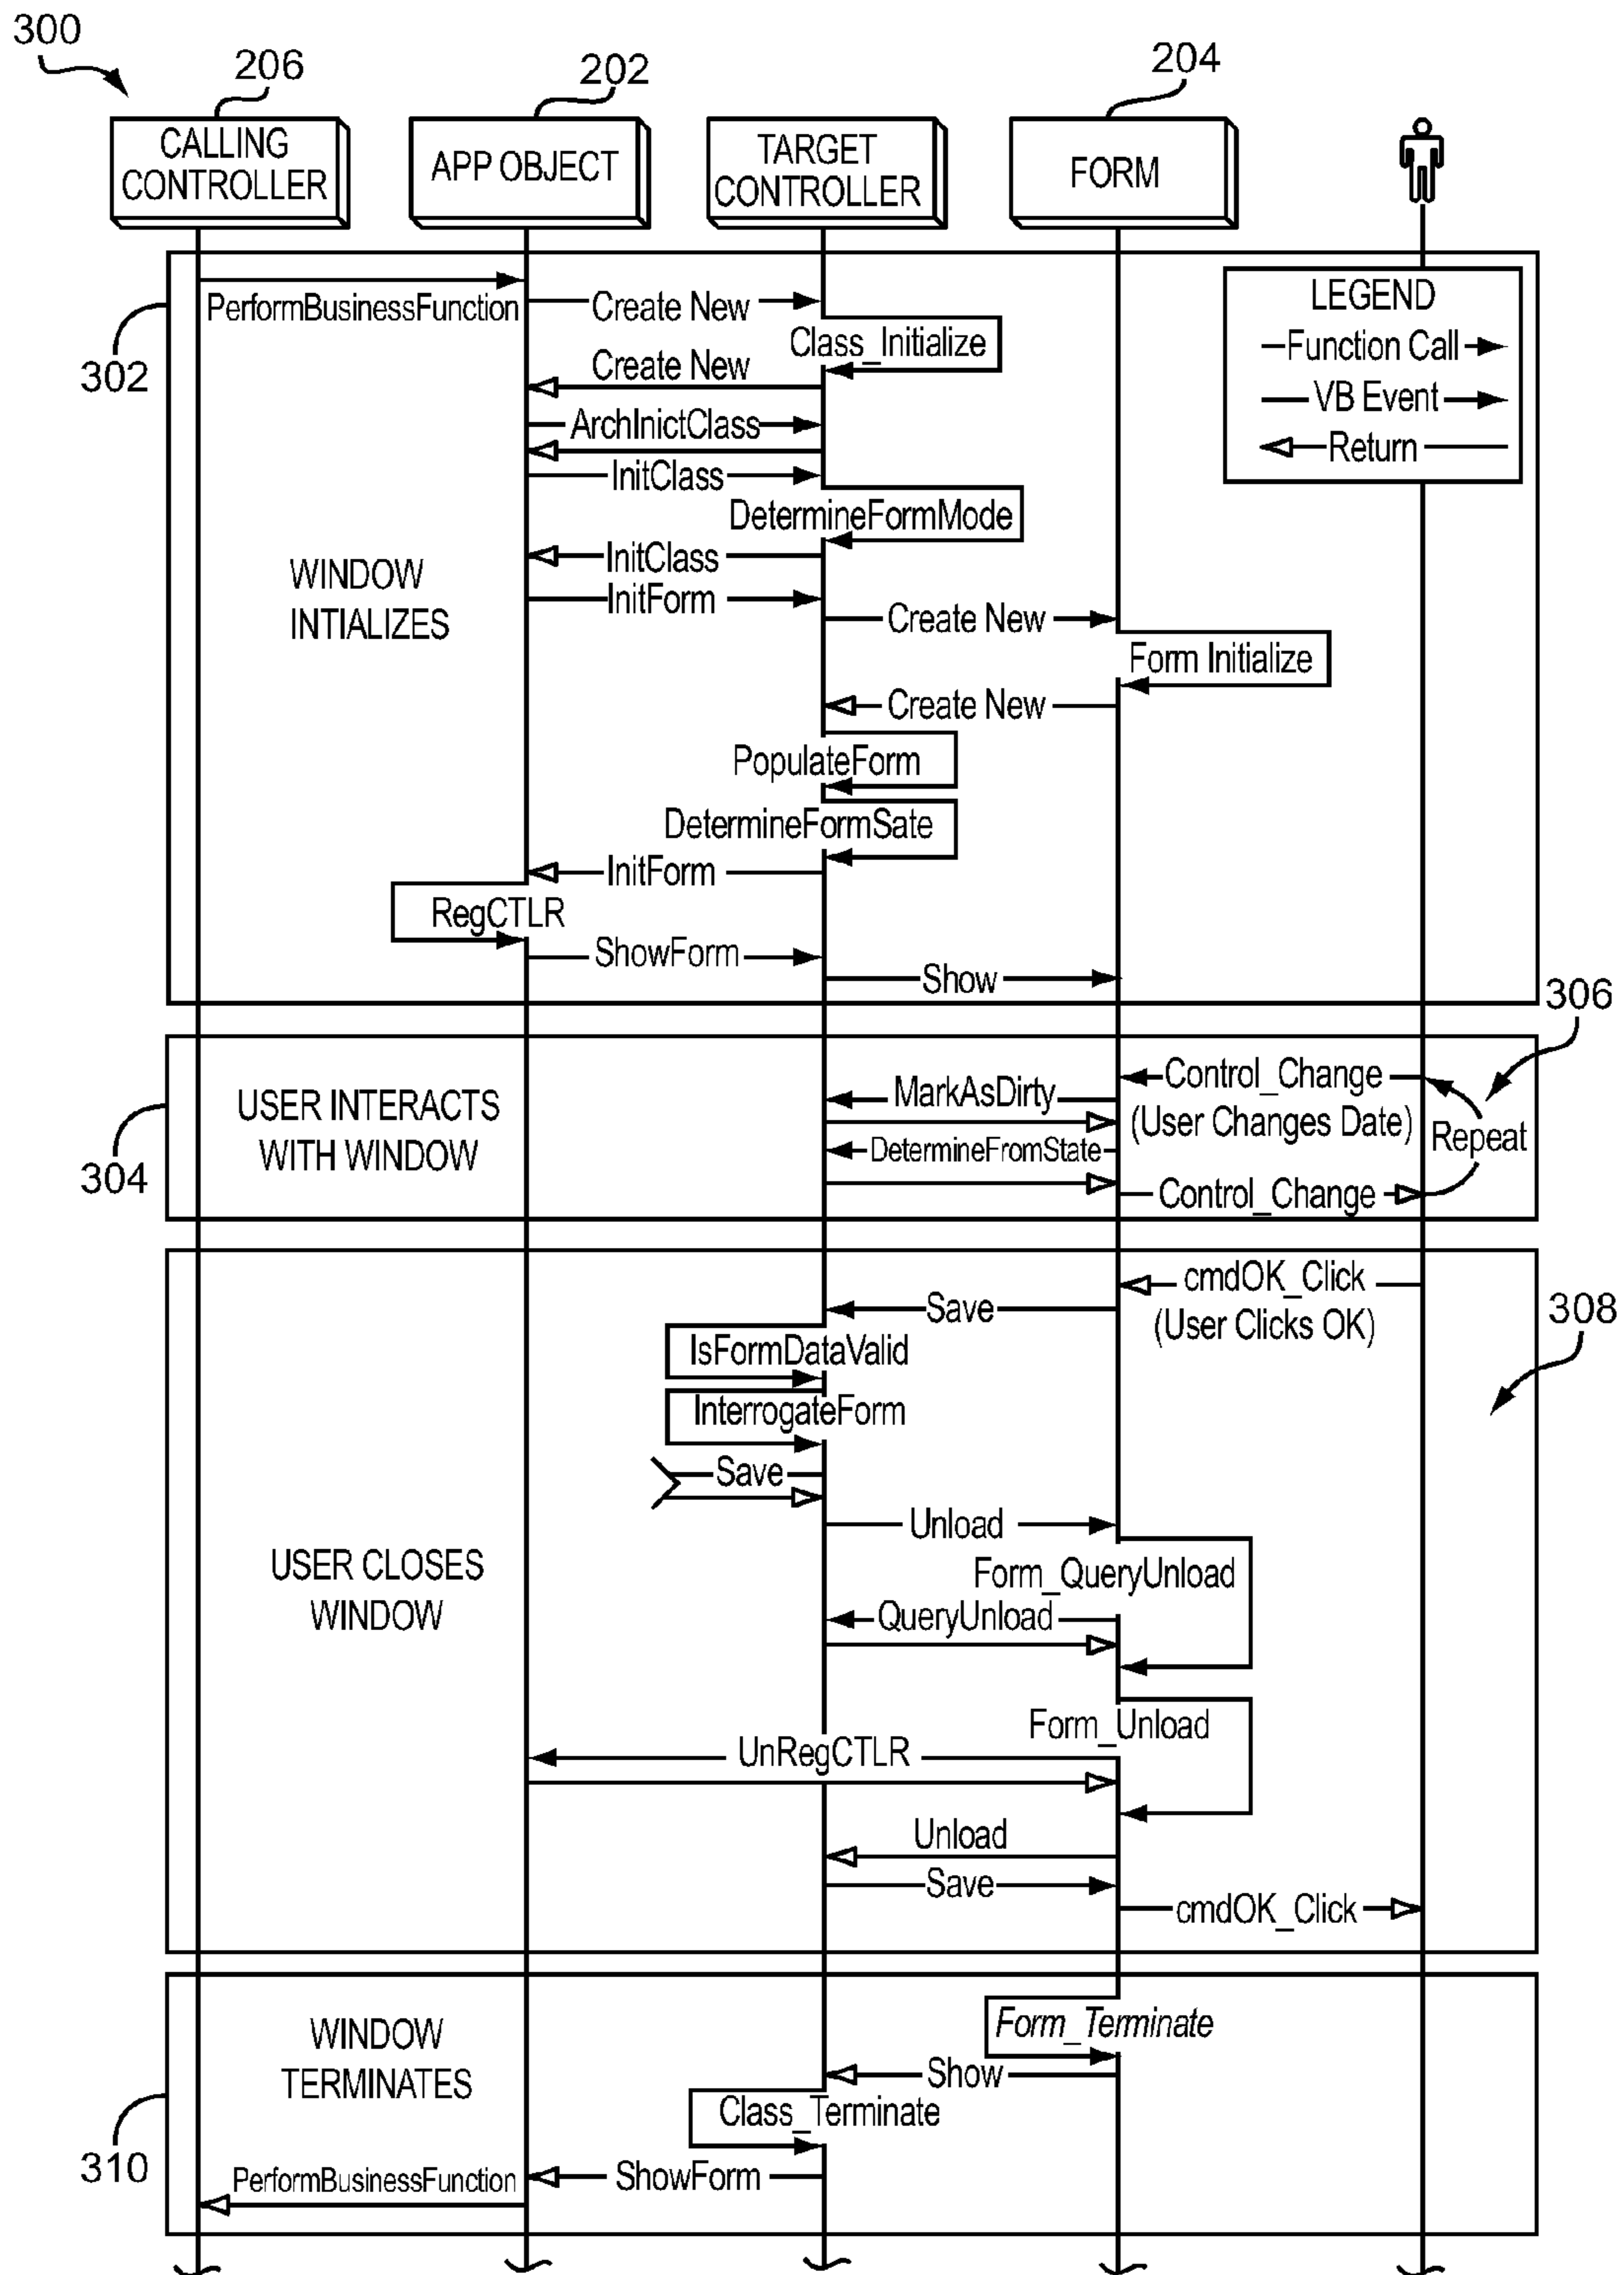 300
206
202
204
CALLING
CONTROLLER
APP OBJECT
TARGET
CONTROLLER
FORM
LEGEND
Function Call
VB Event
Return
302
PerformBusinessFunction
Create New
Class_Initialize
Create New
ArchInictClass
InitClass
DetermineFormMode
InitClass
WINDOW
INTIALIZES
InitForm
Create New
Form Initialize
Create New
PopulateForm
DetermineFormSate
InitForm
RegCTLR
ShowForm
Show
306
304
USER INTERACTS
WITH WINDOW
Control_Change
(User Changes Date)
MarkAsDirty
DetermineFromState
Repeat
Control_Change
308
cmdOK_Click
(User Clicks OK)
Save
IsFormDataValid
InterrogateForm
Save
Unload
USER CLOSES
WINDOW
Form_QueryUnload
QueryUnload
Form_Unload
UnRegCTLR
Unload
Save
cmdOK_Click
310
WINDOW
TERMINATES
Form_Terminate
Show
Class_Terminate
ShowForm
PerformBusinessFunction